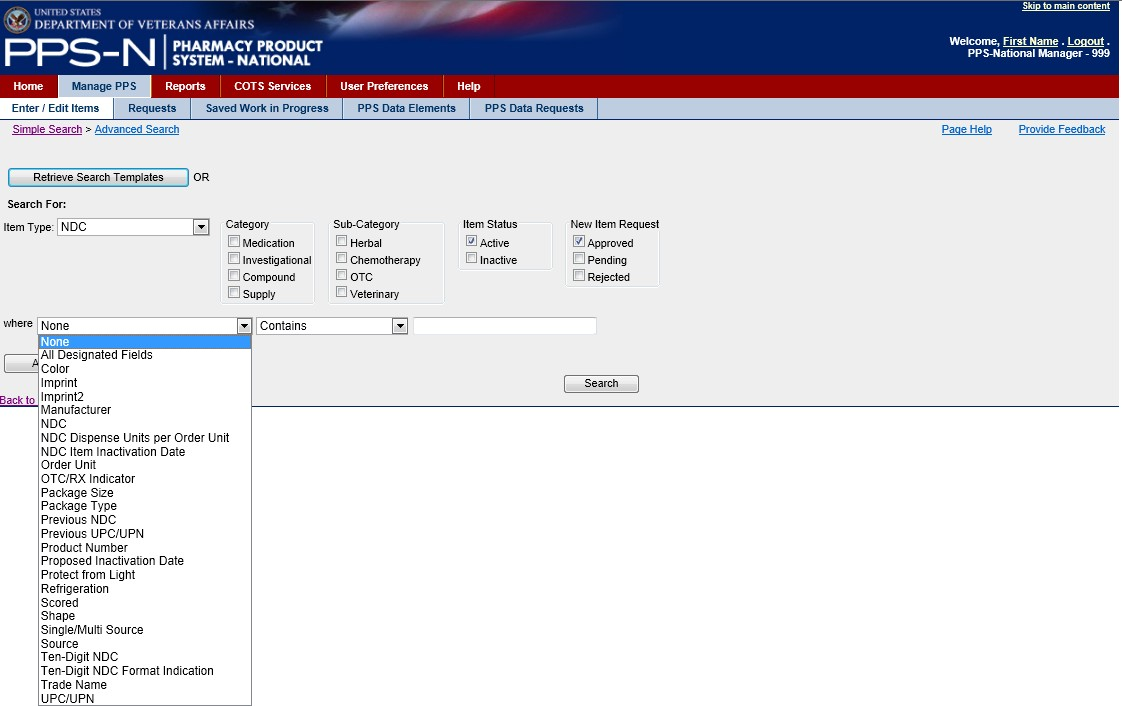 Skip to main content
UNITED STATES
DEPARTMENT OF VETERANS AFFAIRS
PPS-N PHARMACY PRODUCT SYSTEM - NATIONAL
Welcome, First Name . Logout .
PPS-National Manager - 999
Home Manage PPS Reports COTS Services User Preferences Help
Enter / Edit Items Requests Saved Work in Progress PPS Data Elements PPS Data Requests
Simple Search > Advanced Search Page Help Provide Feedback
Retrieve Search Templates OR
Search For:
Item Type: NDC
Category
Medication
Investigational
Compound
Supply
Sub-Category
Herbal
Chemotherapy
OTC
Veterinary
Item Status
Active
Inactive
New Item Request
Approved
Pending
Rejected
where None Contains
None
All Designated Fields
Color
Imprint
Imprint2
Manufacturer
NDC
NDC Dispense Units per Order Unit
NDC Item Inactivation Date
Order Unit
OTC/RX Indicator
Package Size
Package Type
Previous NDC
Previous UPC/UPN
Product Number
Proposed Inactivation Date
Protect from Light
Refrigeration
Scored
Shape
Single/Multi Source
Source
Ten-Digit NDC
Ten-Digit NDC Format Indication
Trade Name
UPC/UPN
A
Search
Back to